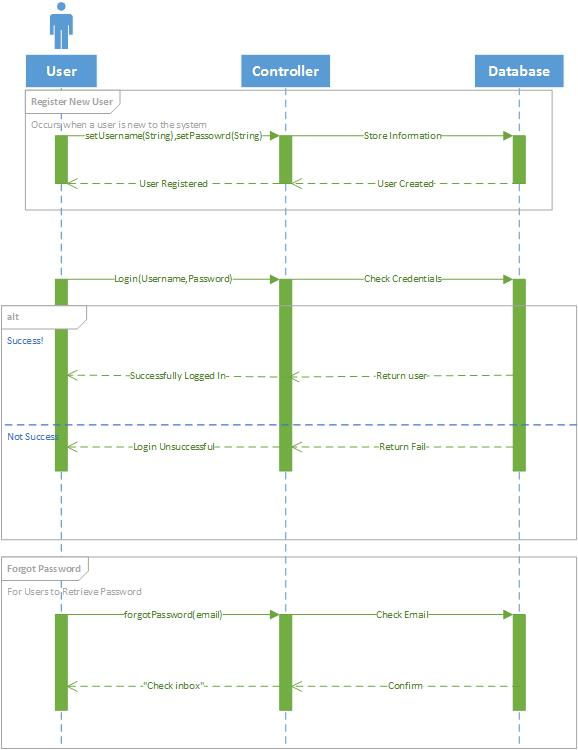 User
Controller
Database
Register New User
Occurs when a user is new to the system
setUsername(String),setPassowrd(String)
Store Information
User Registered
User Created
Login(Username,Password)
Check Credentials
alt
Success!
Successfully Logged In
Return user
Not Success
Login Unsuccessful
Return Fail
Forgot Password
For Users to Retrieve Password
forgotPassword(email)
Check Email
"Check inbox"
Confirm